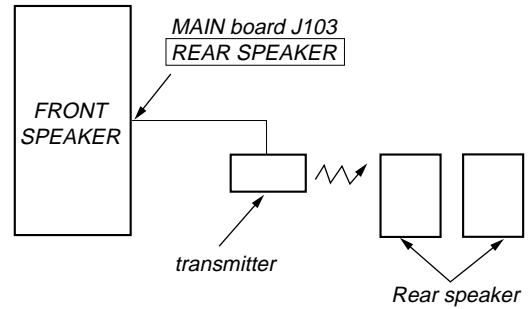 MAIN board J103
REAR SPEAKER
FRONT
SPEAKER
transmitter
Rear speaker